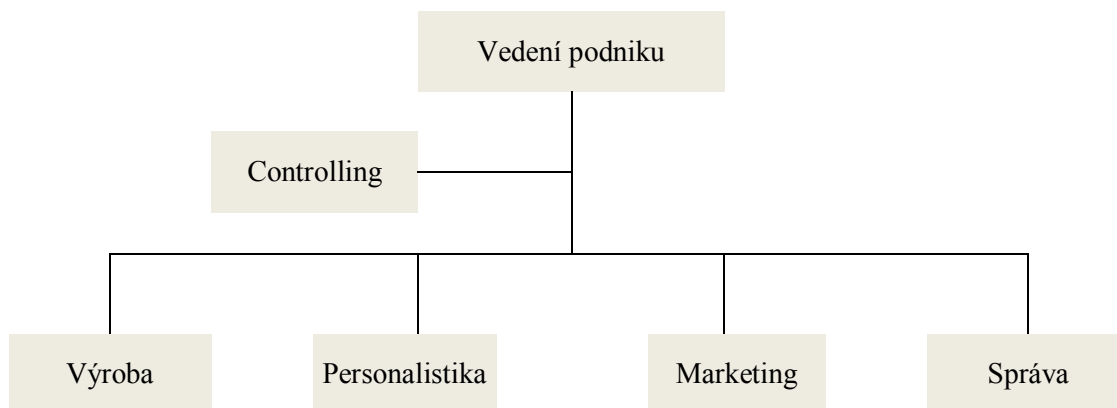 Vedení podniku
Controlling
Výroba
Personalistika
Marketing
Správa